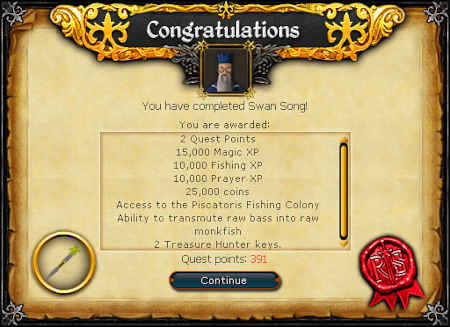 Congratulations
You have completed Swan Song!
You are awarded:
2 Quest Points
15,000 Magic XP
10,000 Fishing XP
10,000 Prayer XP
25,000 coins
Access to the Piscatoris Fishing Colony
Ability to transmute raw bass into raw
monkfish
2 Treasure Hunter keys.
Quest points: 391
Continue
RS